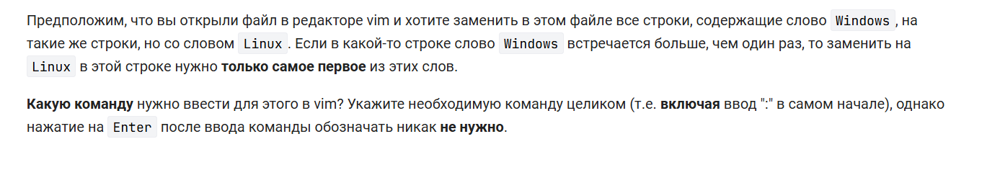 Предположим, что вы открыли файл в редакторе vim и хотите заменить в этом файле все строки, содержащие слово Windows, на
такие же строки, но со словом Linux. Если в какой-то строке слово Windows встречается больше, чем один раз, то заменить на
Linux в этой строке нужно только самое первое из этих слов.
Какую команду нужно ввести для этого в vim? Укажите необходимую команду целиком (т.е. включая ввод ":" в самом начале), однако
нажатие на Enter после ввода команды обозначать никак не нужно.